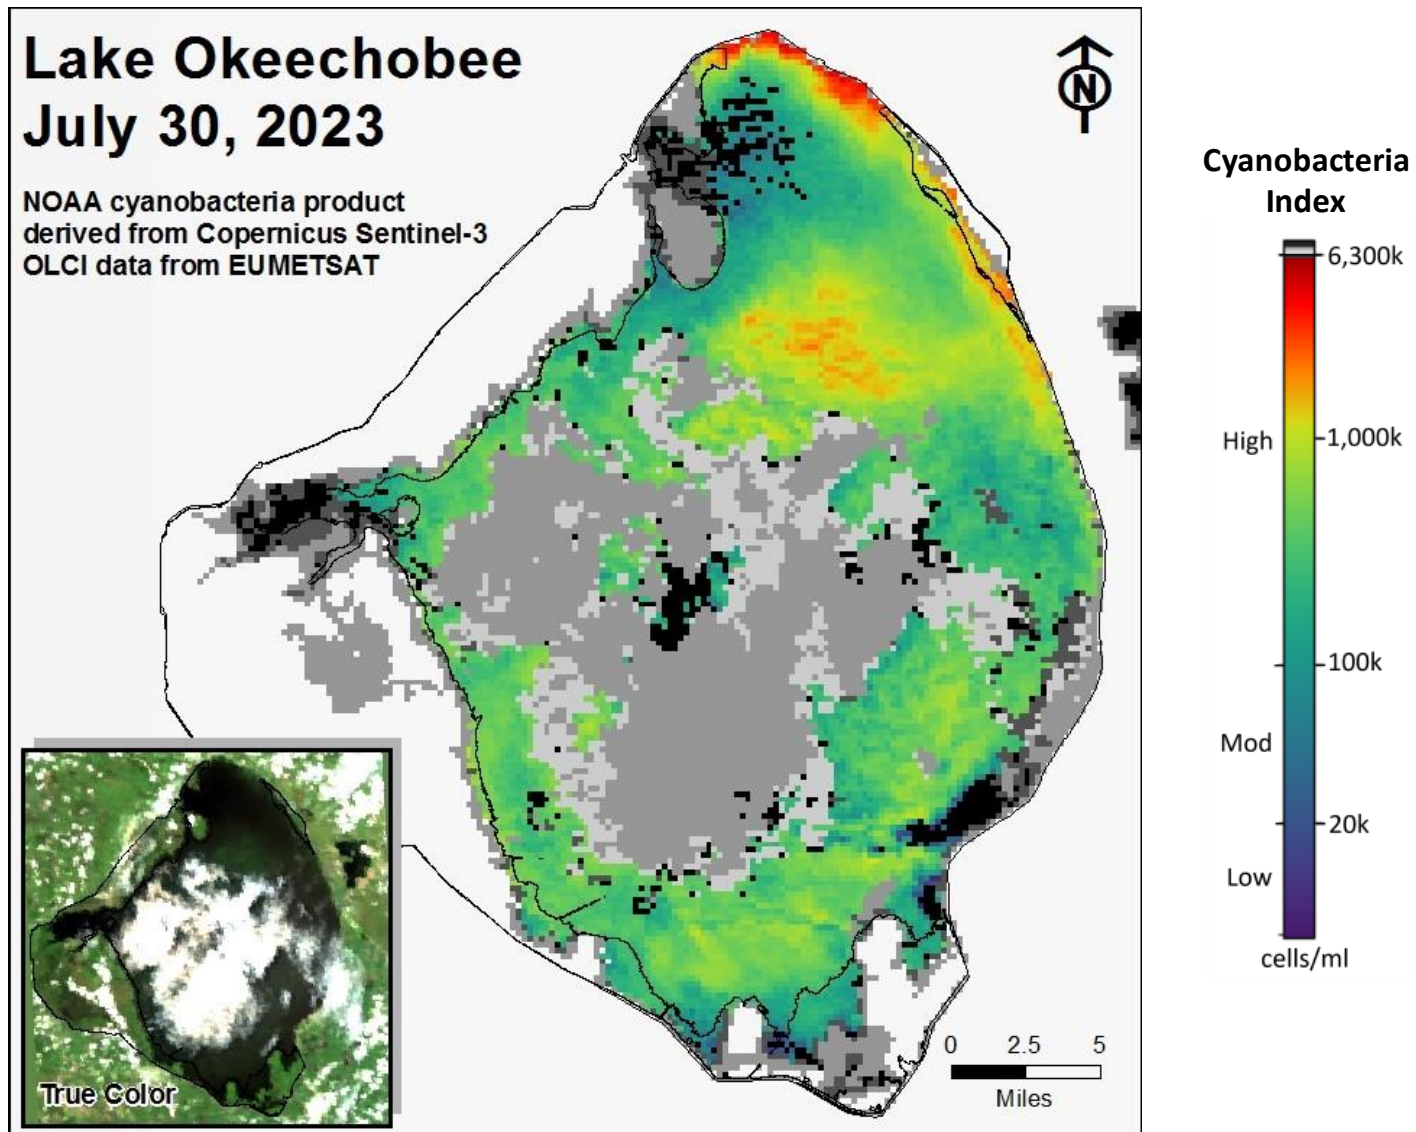 Lake Okeechobee
July 30, 2023
NOAA cyanobacteria product
derived from Copernicus Sentinel-3
OLCI data from EUMETSAT
N
Cyanobacteria
Index
6,300k
High
1,000k
100k
Mod
20k
Low
cells/ml
0 2.5 5
Miles
True Color